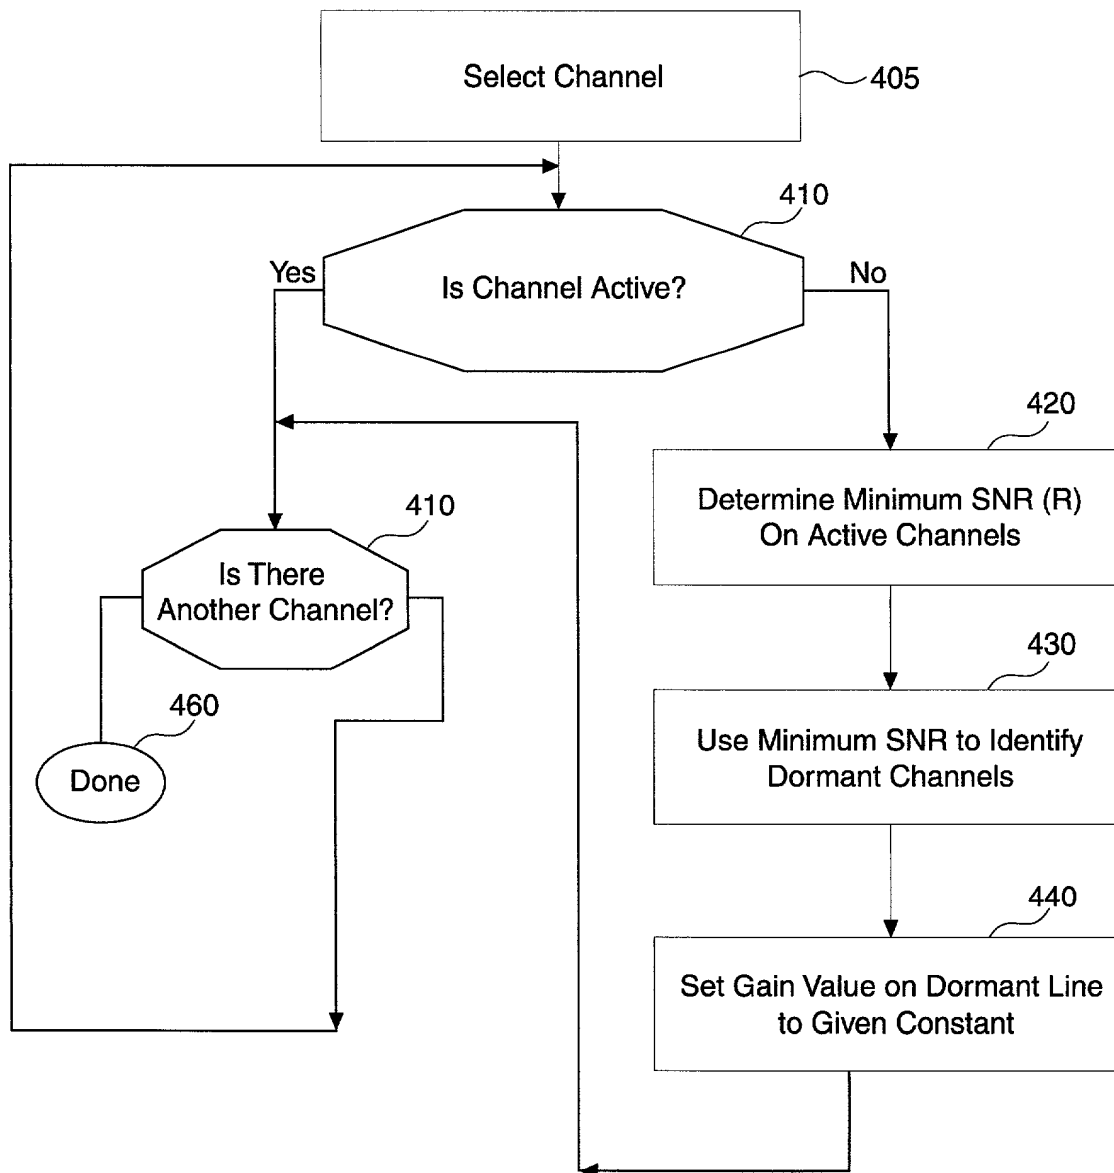 Select Channel
405
410
Yes
Is Channel Active?
No
420
Determine Minimum SNR (R)
On Active Channels
410
Is There
Another Channel?
430
Use Minimum SNR to Identify
Dormant Channels
460
Done
440
Set Gain Value on Dormant Line
to Given Constant